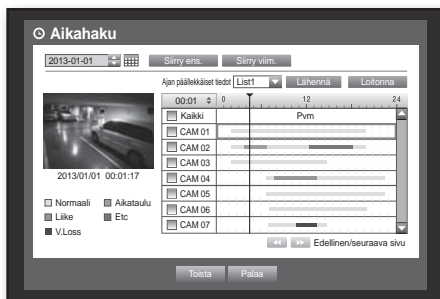 Aikahaku
2013-01-01 Siirry ens. Siirry viim.
Ajan päällekkäiset tiedot List1 Lähennä Loitonna
00:01 0 12 24
Kaikki Pvm
CAM 01
CAM 02
CAM 03
CAM 04
CAM 05
CAM 06
CAM 07
2013/01/01 00:01:17
Normaali Aikataulu
Liike Etc
V.Loss
Edellinen/seuraava sivu
Toista Palaa